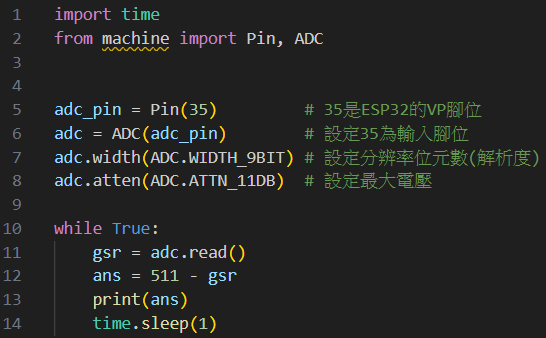 1 import time
2 from machine import Pin, ADC
3
4
5 adc_pin = Pin(35) # 35是ESP32的VP腳位
6 adc = ADC(adc_pin) # 設定35為輸入腳位
7 adc.width(ADC.WIDTH_9BIT) # 設定分辨率位元數(解析度)
8 adc.atten(ADC.ATTN_11DB) # 設定最大電壓
9
10 while True:
11 gsr = adc.read()
12 ans = 511 - gsr
13 print(ans)
14 time.sleep(1)